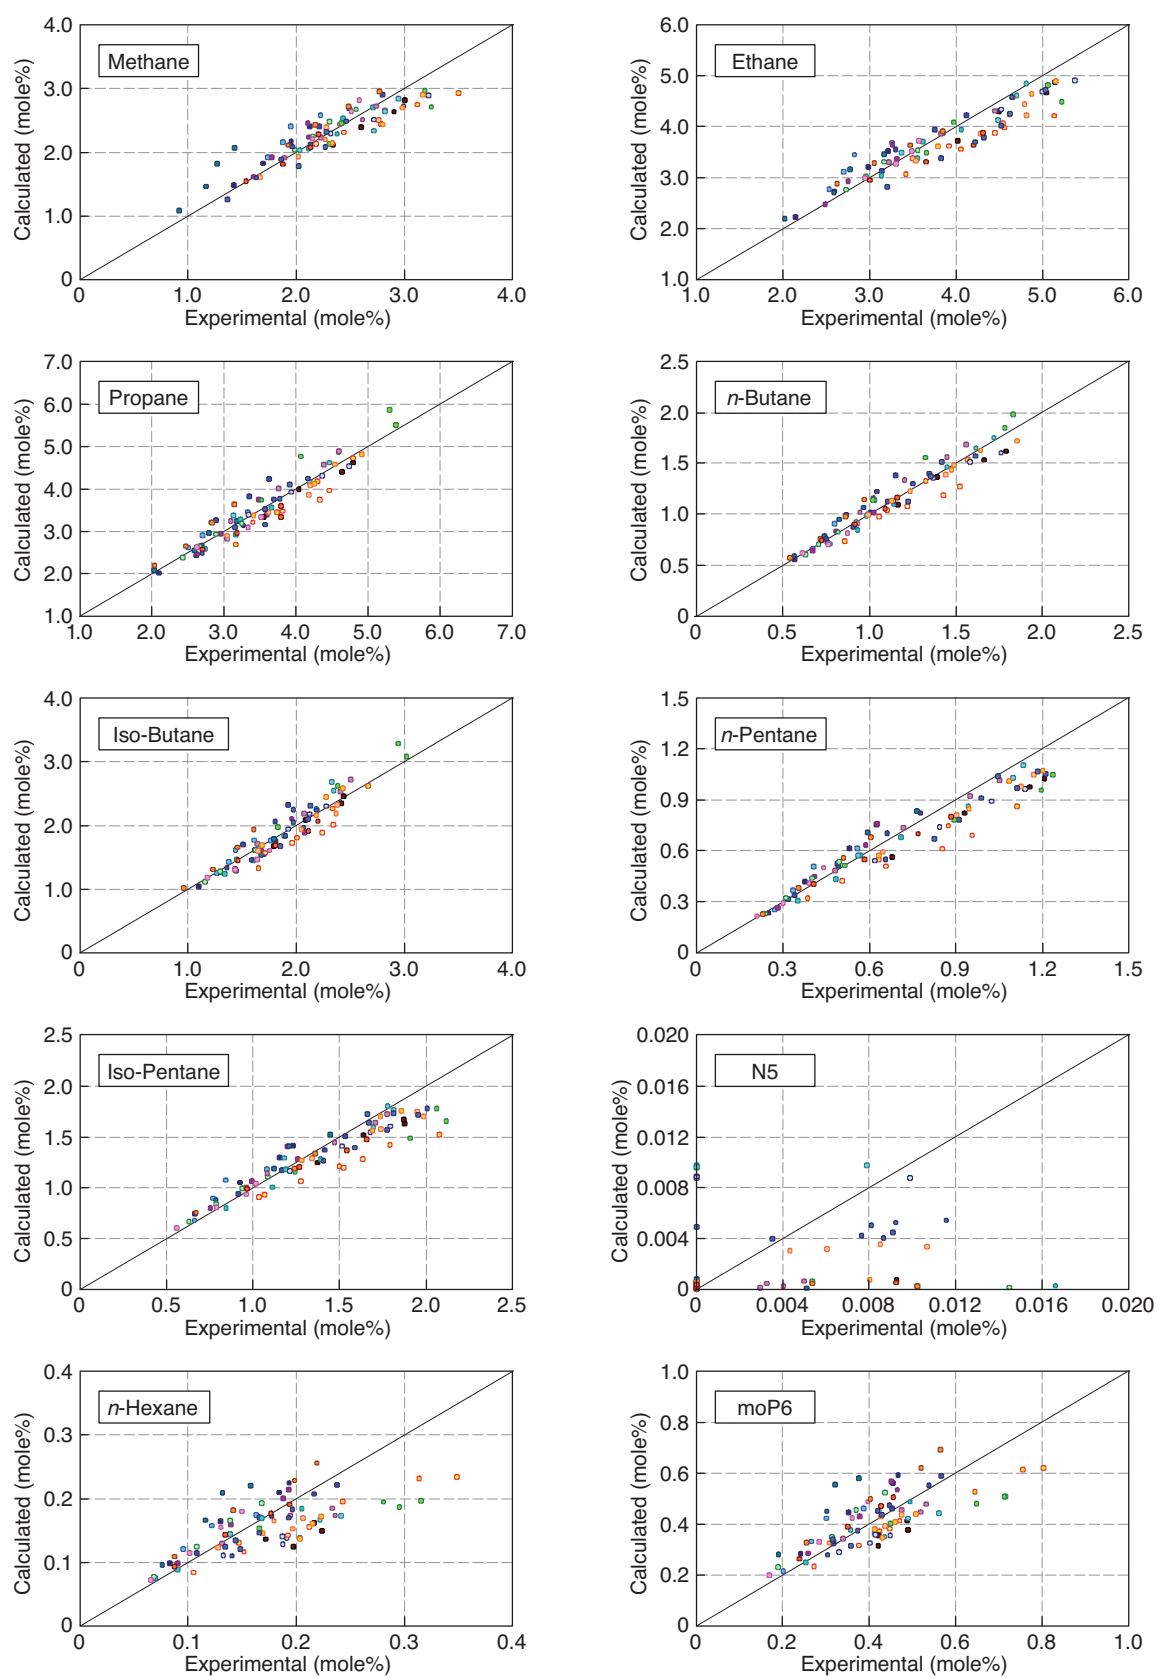 Methane
Calculated (mole%)
4.0
3.0
2.0
1.0
0
0 1.0 2.0 3.0 4.0
Experimental (mole%)
Ethane
Calculated (mole%)
6.0
5.0
4.0
3.0
2.0
1.0
1.0 2.0 3.0 4.0 5.0 6.0
Experimental (mole%)
Propane
Calculated (mole%)
7.0
6.0
5.0
4.0
3.0
2.0
1.0
1.0 2.0 3.0 4.0 5.0 6.0 7.0
Experimental (mole%)
n-Butane
Calculated (mole%)
2.5
2.0
1.5
1.0
0.5
0
0 0.5 1.0 1.5 2.0 2.5
Experimental (mole%)
Iso-Butane
Calculated (mole%)
4.0
3.0
2.0
1.0
0
0 1.0 2.0 3.0 4.0
Experimental (mole%)
n-Pentane
Calculated (mole%)
1.5
1.2
0.9
0.6
0.3
0
0 0.3 0.6 0.9 1.2 1.5
Experimental (mole%)
Iso-Pentane
Calculated (mole%)
2.5
2.0
1.5
1.0
0.5
0
0 0.5 1.0 1.5 2.0 2.5
Experimental (mole%)
N5
Calculated (mole%)
0.020
0.016
0.012
0.008
0.004
0
0 0.004 0.008 0.012 0.016 0.020
Experimental (mole%)
n-Hexane
Calculated (mole%)
0.4
0.3
0.2
0.1
0
0 0.1 0.2 0.3 0.4
Experimental (mole%)
moP6
Calculated (mole%)
1.0
0.8
0.6
0.4
0.2
0
0 0.2 0.4 0.6 0.8 1.0
Experimental (mole%)